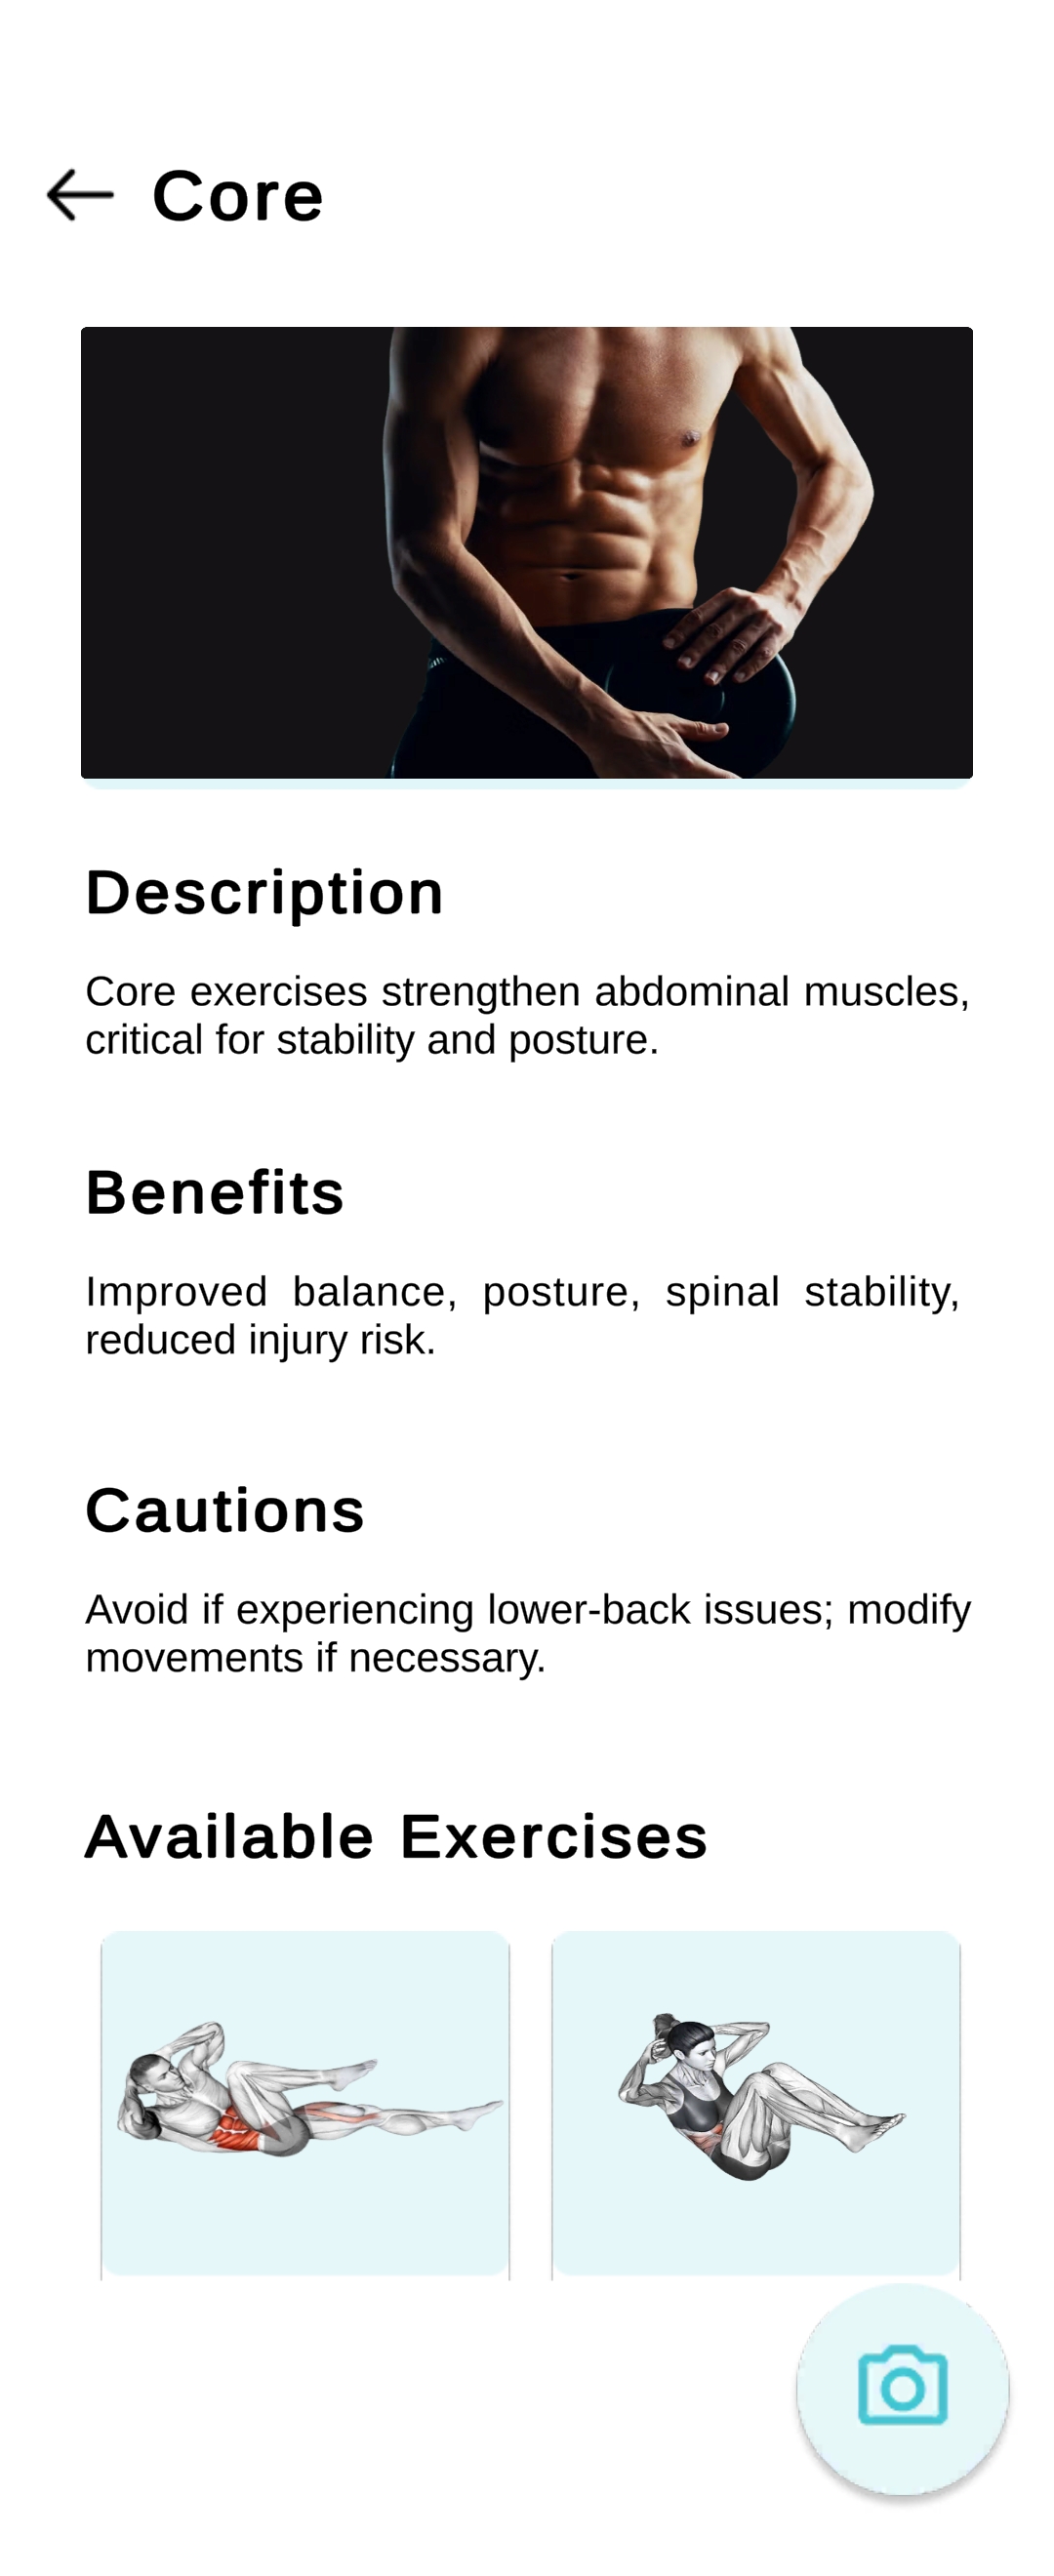 Core
Description
Core exercises strengthen abdominal muscles,
critical for stability and posture.
Benefits
Improved balance, posture, spinal stability,
reduced injury risk.
Cautions
Avoid if experiencing lower-back issues; modify
movements if necessary.
Available Exercises